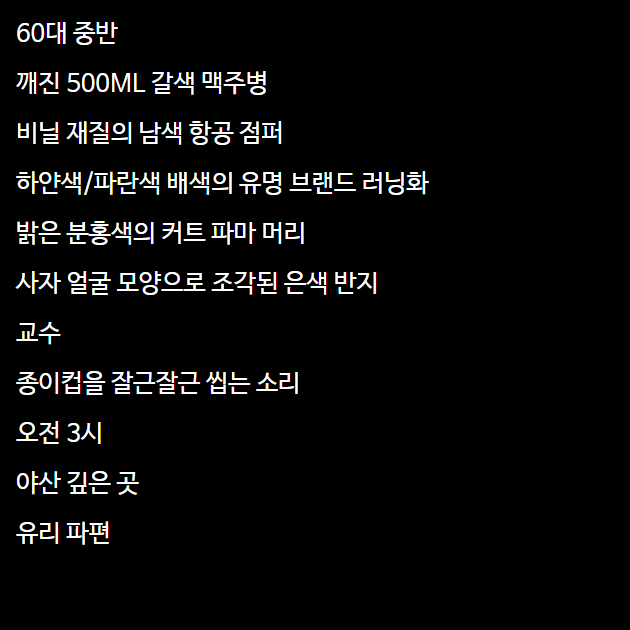 60대 중반
깨진 500ML 갈색 맥주병
비닐 재질의 남색 항공 점퍼
하얀색/파란색 배색의 유명 브랜드 러닝화
밝은 분홍색의 커트 파마 머리
사자 얼굴 모양으로 조각된 은색 반지
교수
종이컵을 잘근잘근 씹는 소리
오전 3시
야산 깊은 곳
유리 파편